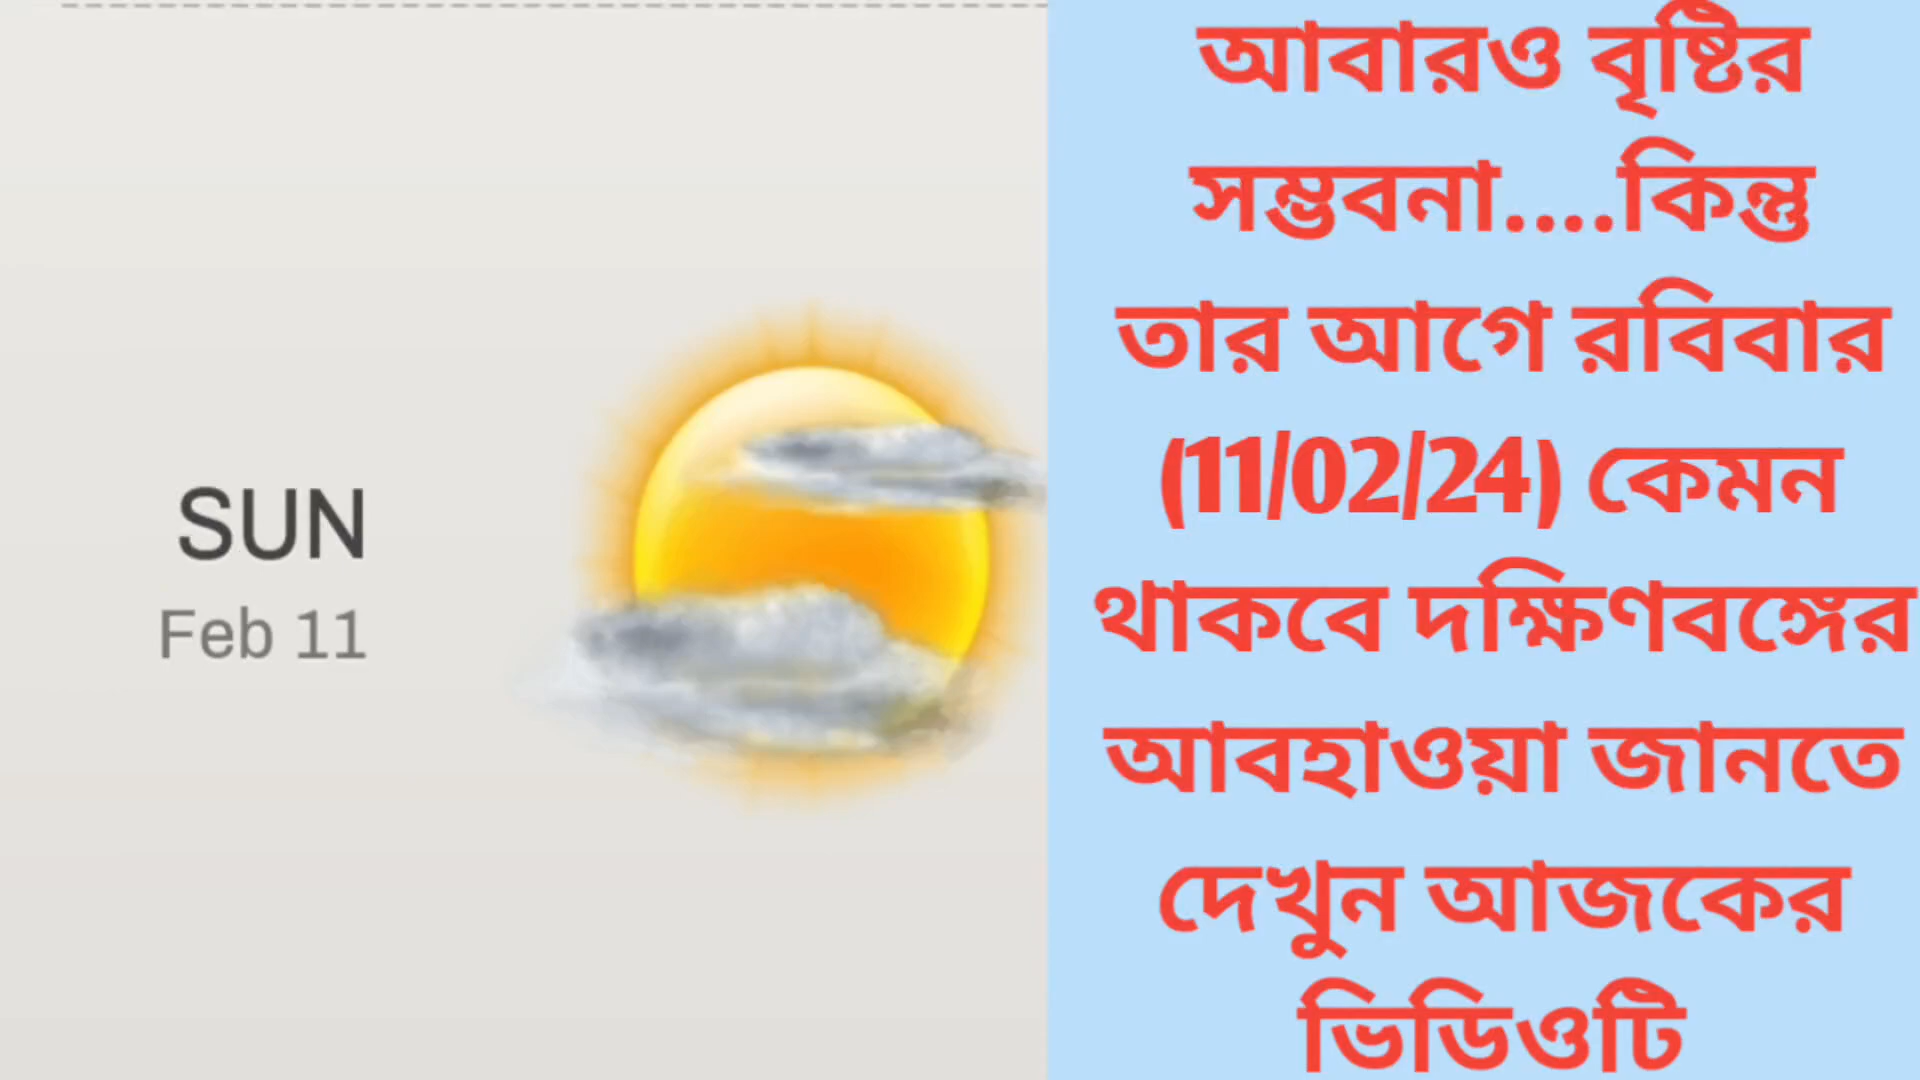 SUN
Feb 11
আবারও বৃষ্টির
সম্ভবনা....কিন্তু
তার আগে রবিবার
(11/02/24) কেমন
থাকবে দক্ষিণবঙ্গের
আবহাওয়া জানতে
দেখুন আজকের
ভিডিওটি